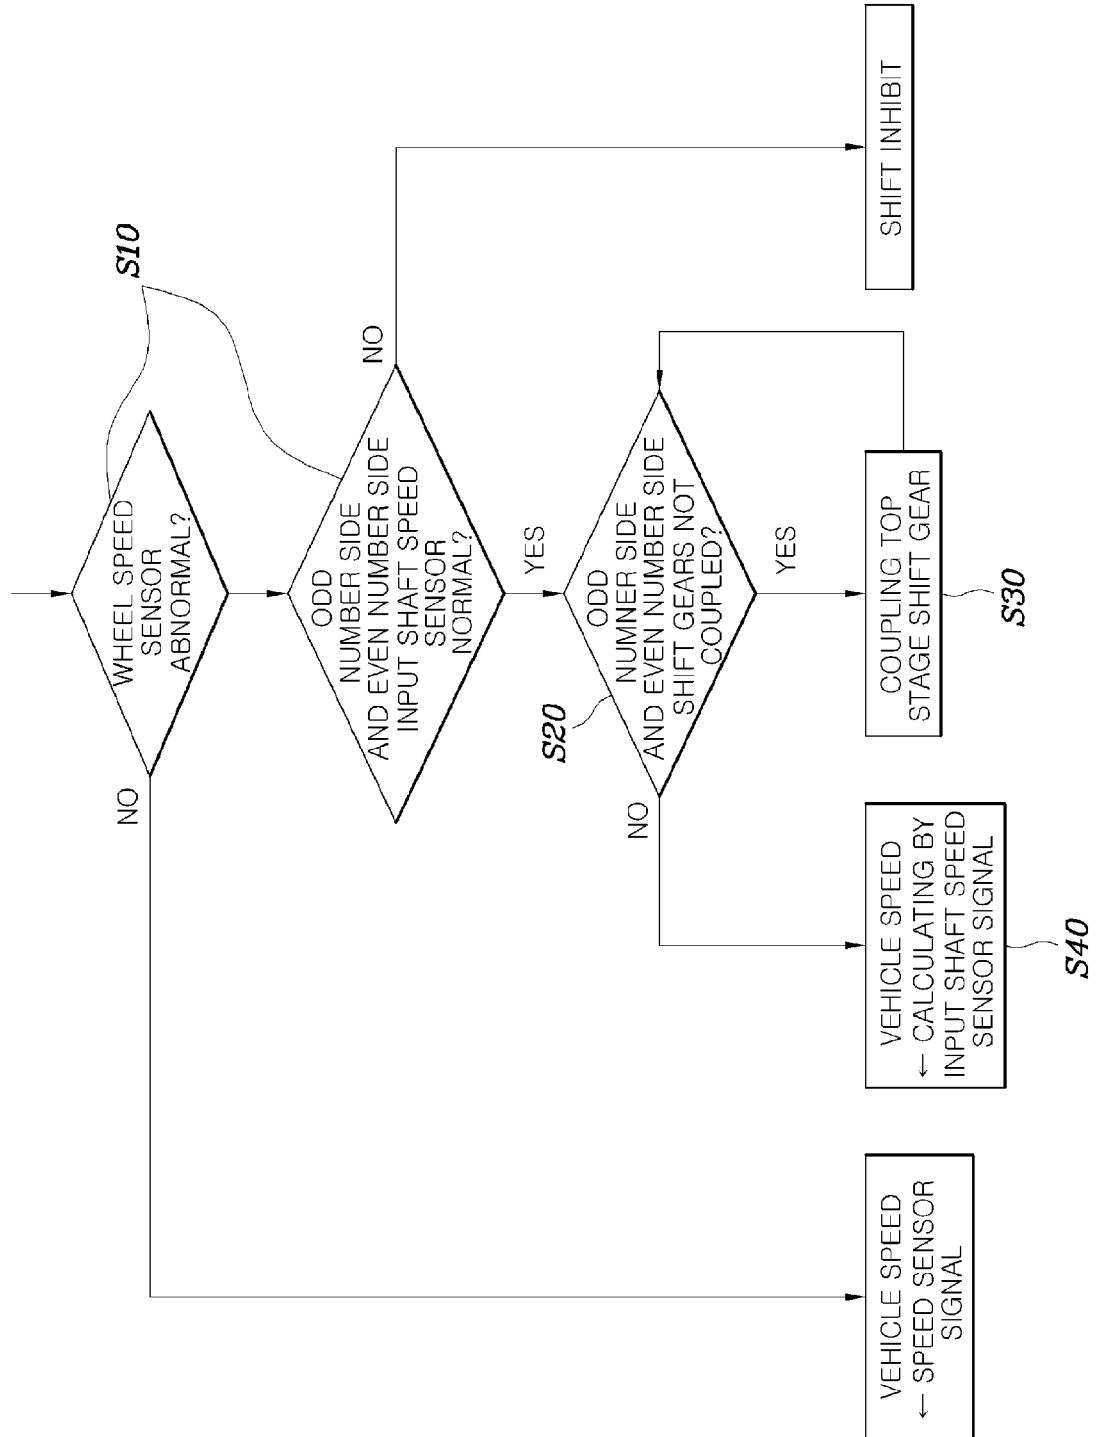 WHEEL SPEED
SENSOR
ABNORMAL?
S10
NO
ODD
NUMBER SIDE
AND EVEN NUMBER SIDE
INPUT SHAFT SPEED
SENSOR
NORMAL?
NO
YES
S20
ODD
NUMNER SIDE
AND EVEN NUMBER SIDE
SHIFT GEARS NOT
COUPLED?
NO
YES
VEHICLE SPEED
← SPEED SENSOR
SIGNAL
VEHICLE SPEED
← CALCULATING BY
INPUT SHAFT SPEED
SENSOR SIGNAL
S40
COUPLING TOP
STAGE SHIFT GEAR
S30
SHIFT INHIBIT